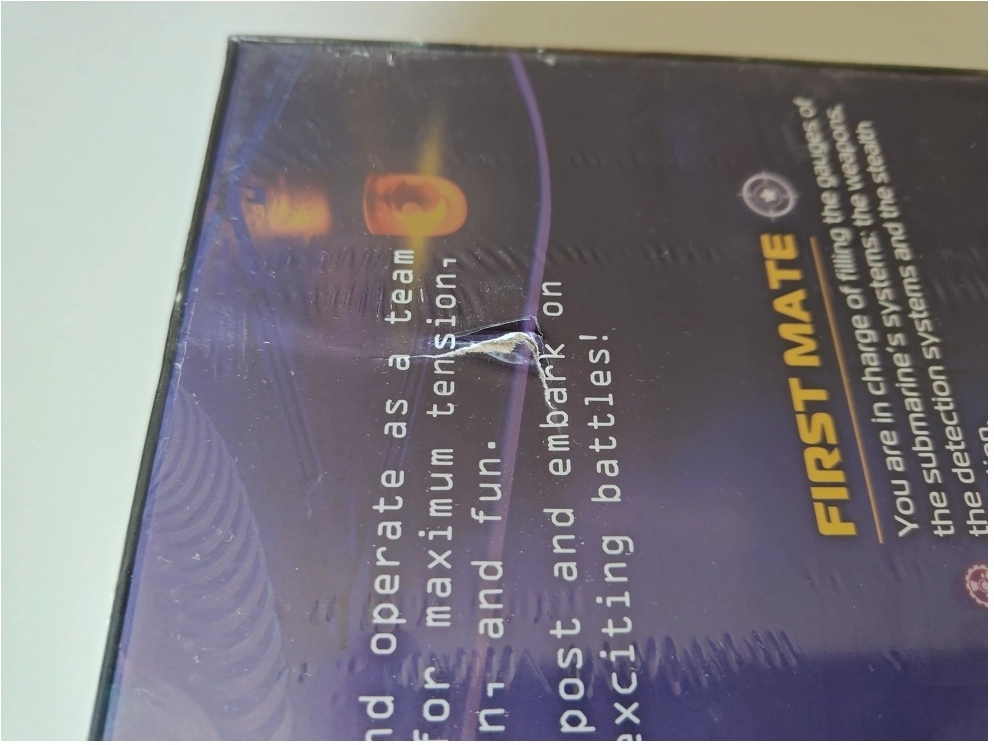 nd operate as a team
for maximum tension,
n, and fun.
post and embark on
exciting battles!
FIRST MATE
You are in charge of filling the gauges of
the submarine's systems: the weapons,
the detection systems and the stealth